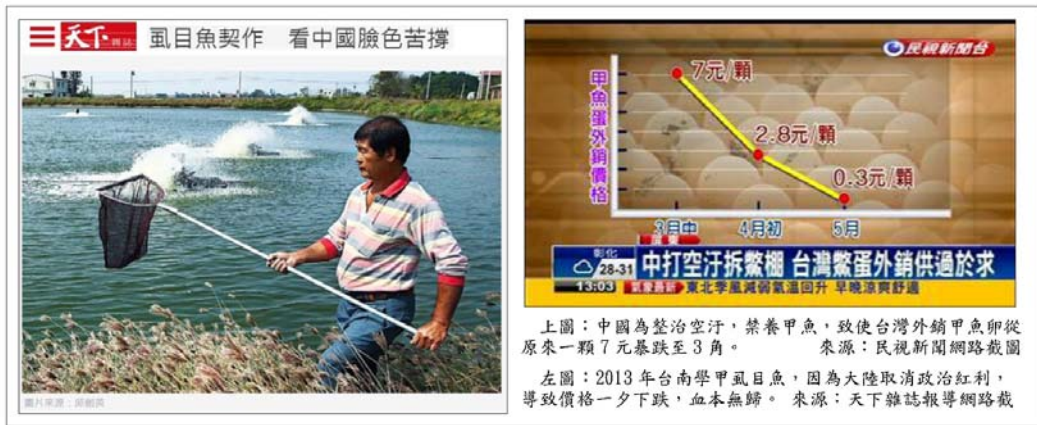 天下雜誌
虱目魚契作 看中國臉色苦撐
圖片來源：邱劍英
民視新聞台
甲魚蛋外銷價格
7元/顆
2.8元/顆
0.3元/顆
3月中 4月初 5月
彰化
28-31
13:03
中打空汙拆鱉棚 台灣鱉蛋外銷供過於求
氣象最新 東北季風減弱氣溫回升 早晚涼爽舒適
上圖：中國為整治空汙，禁養甲魚，致使台灣外銷甲魚卵從
原來一顆7元暴跌至3角。 來源：民視新聞網路截圖
左圖：2013年台南學甲虱目魚，因為大陸取消政治紅利，
導致價格一夕下跌，血本無歸。 來源：天下雜誌報導網路截